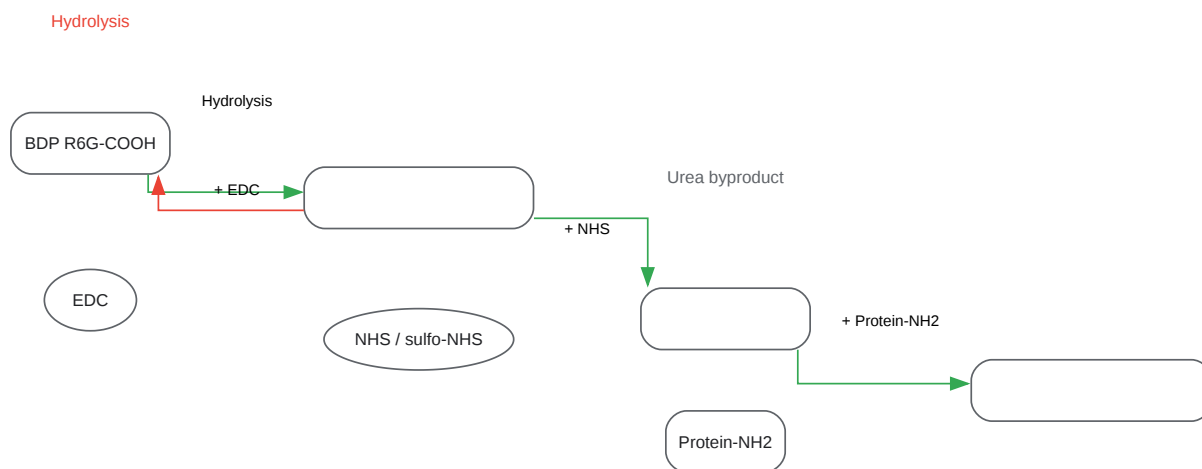 Hydrolysis
Hydrolysis
BDP R6G-COOH
+ EDC
Urea byproduct
+ NHS
EDC
NHS / sulfo-NHS
+ Protein-NH2
Protein-NH2